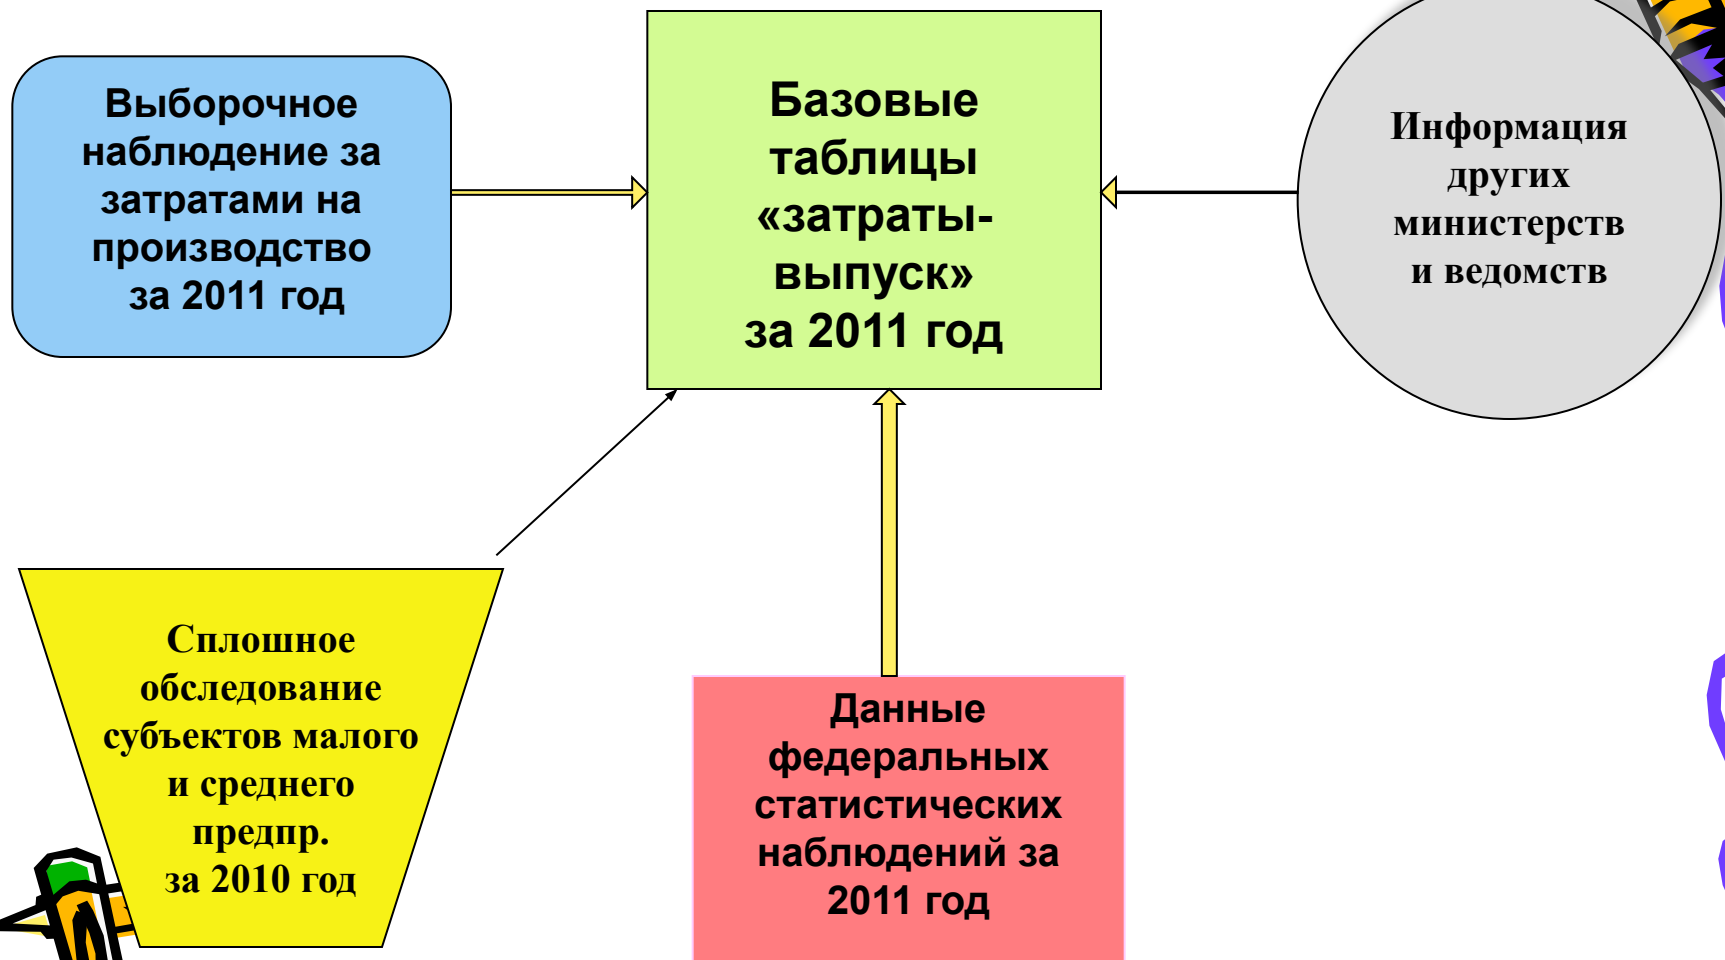 Выборочное
наблюдение за
затратами на
производство
за 2011 год
Базовые
таблицы
«затраты-
выпуск»
за 2011 год
Информация
других
министерств
и ведомств
Сплошное
обследование
субъектов малого
и среднего
предпр.
за 2010 год
Данные
федеральных
статистических
наблюдений за
2011 год